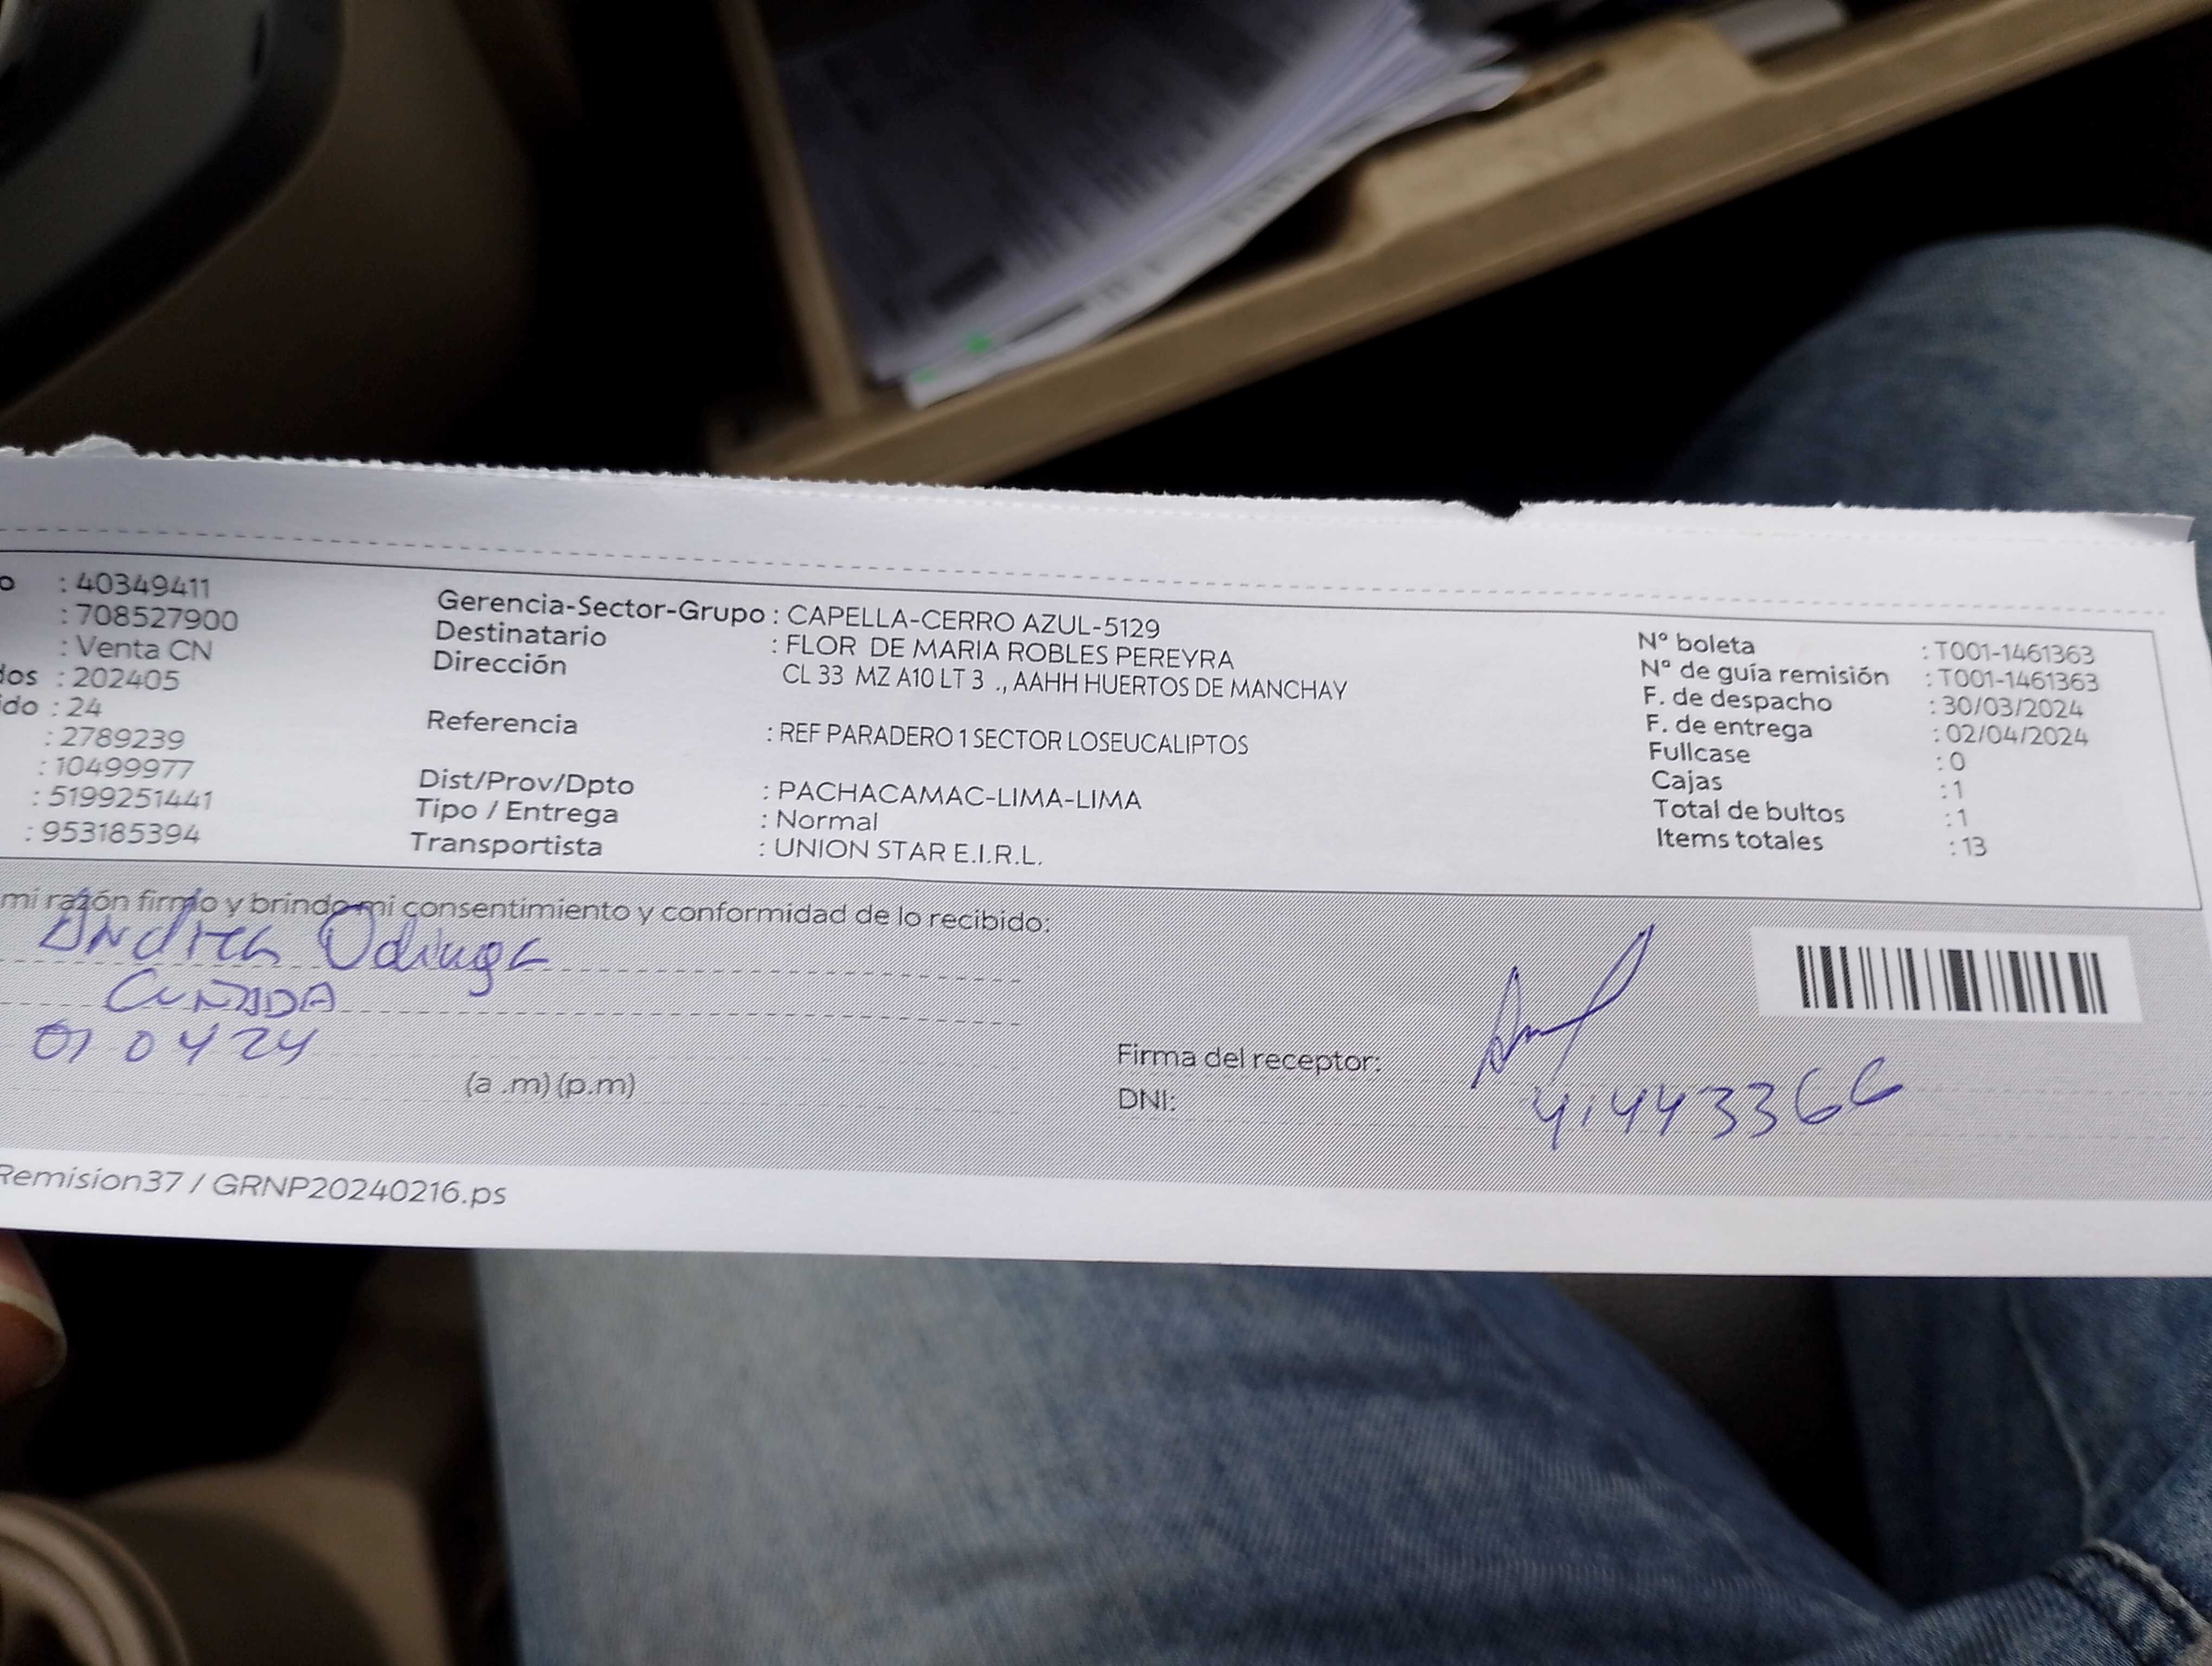 o : 40349411
: 708527900
: Venta CN
dos : 202405
ido : 24
: 2789239
: 10499977
: 5199251441
: 953185394
Gerencia-Sector-Grupo : CAPELLA-CERRO AZUL-5129
Destinatario : FLOR DE MARIA ROBLES PEREYRA
Dirección CL 33 MZ A10 LT 3 ., AAHH HUERTOS DE MANCHAY
Referencia : REF PARADERO 1 SECTOR LOSEUCALIPTOS
Dist/Prov/Dpto : PACHACAMAC-LIMA-LIMA
Tipo / Entrega : Normal
Transportista : UNION STAR E.I.R.L.
N° boleta : T001-1461363
N° de guía remisión : T001-1461363
F. de despacho : 30/03/2024
F. de entrega : 02/04/2024
Fullcase : 0
Cajas : 1
Total de bultos : 1
Items totales : 13
mi razón firmo y brindo mi consentimiento y conformidad de lo recibido:
Andrea
CUÑADA
01 04 24
(a .m) (p.m)
Firma del receptor:
DNI: 41443366
Remision37 / GRNP20240216.ps